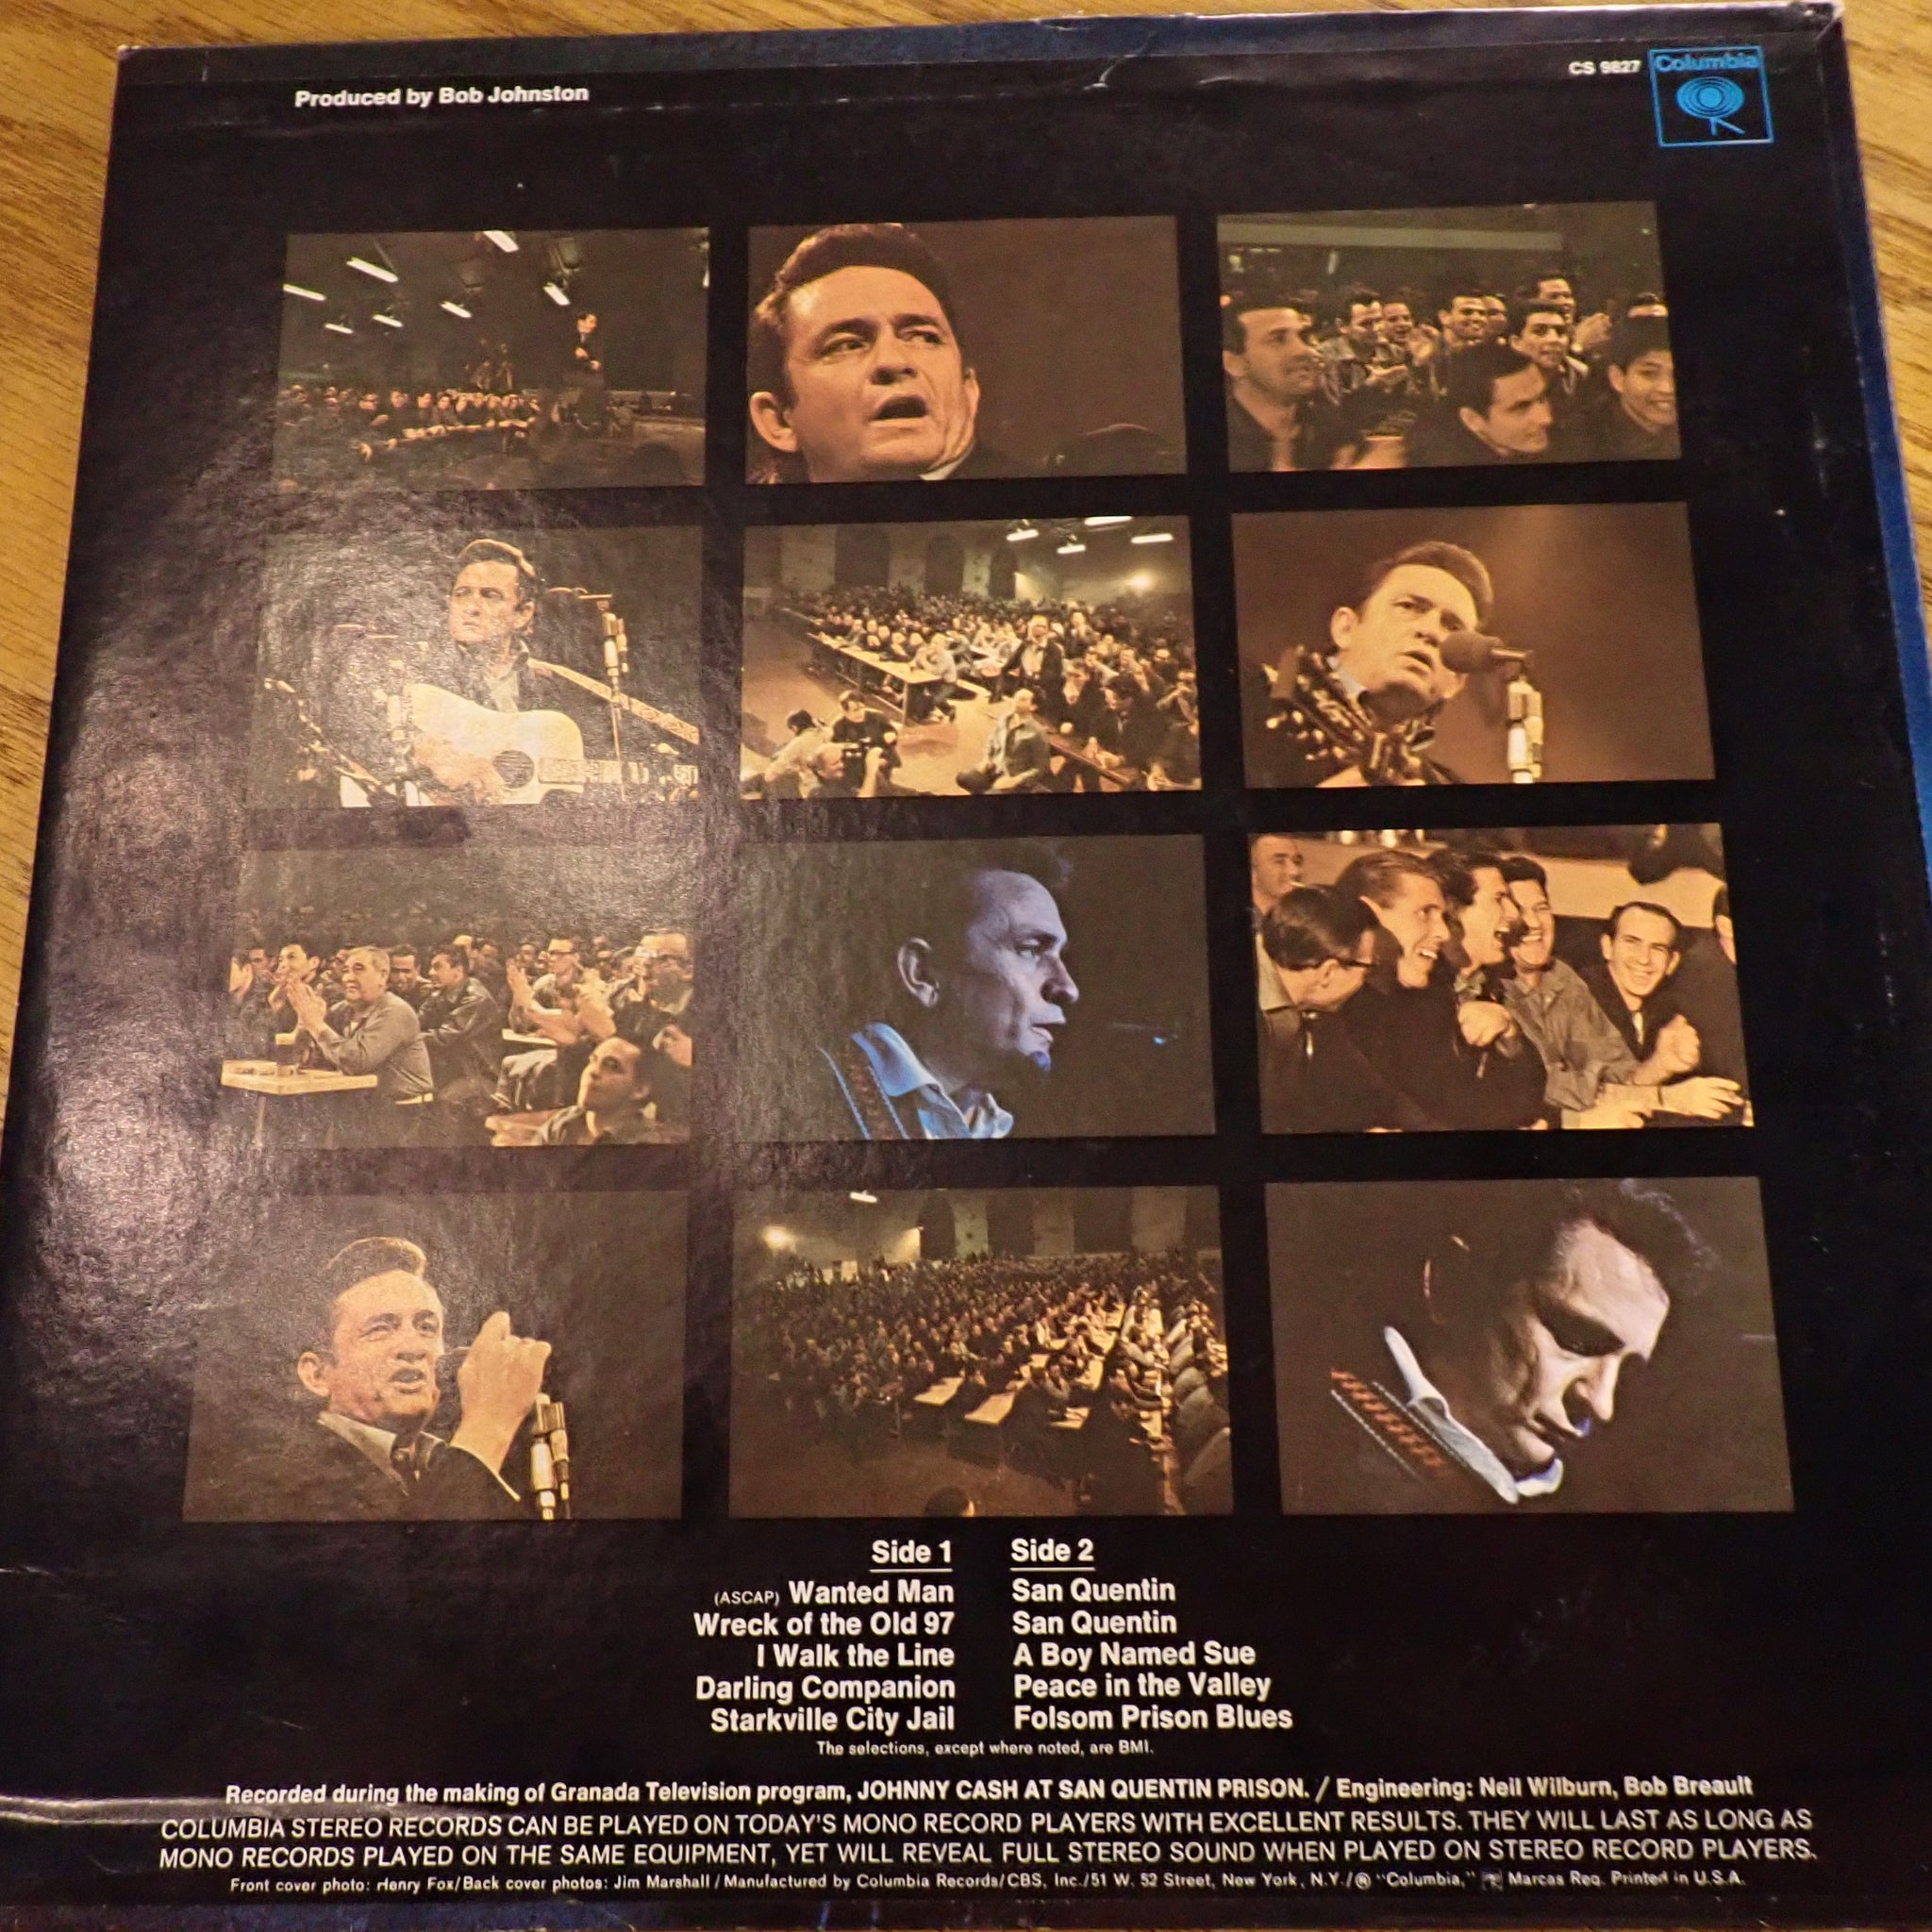 Produced by Bob Johnston
CS 9827
Columbia
Side 1
(ASCAP) Wanted Man
Wreck of the Old 97
I Walk the Line
Darling Companion
Starkville City Jail
Side 2
San Quentin
San Quentin
A Boy Named Sue
Peace in the Valley
Folsom Prison Blues
The selections, except where noted, are BMI.
Recorded during the making of Granada Television program, JOHNNY CASH AT SAN QUENTIN PRISON. / Engineering: Neil Wilburn, Bob Breault
COLUMBIA STEREO RECORDS CAN BE PLAYED ON TODAY'S MONO RECORD PLAYERS WITH EXCELLENT RESULTS. THEY WILL LAST AS LONG AS
MONO RECORDS PLAYED ON THE SAME EQUIPMENT, YET WILL REVEAL FULL STEREO SOUND WHEN PLAYED ON STEREO RECORD PLAYERS.
Front cover photo: Henry Fox/Back cover photos: Jim Marshall/Manufactured by Columbia Records/CBS, Inc./51 W. 52 Street, New York, N.Y./® "Columbia," Marcas Reg. Printed in U.S.A.